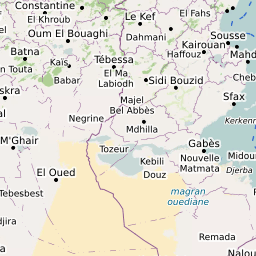 Constantine
Le Kef
El Fahs
El Khroub
Sousse
Oum El Bouaghi
Dahmani
Kairouan
Batna
Haffouz
Kais
Tébessa
Mahd
Babar
El Ma
Labiodh
Sidi Bouzid
iskra
Sfax
Majel
Bel Abbès
Negrine
Mdhilla
Kerkenn
M'Ghair
Gabès
Tozeur
Kebili
Nouvelle
Matmata
Midou
Djerba
El Oued
Douz
Tebesbest
magran
ouediane
djira
Remada
Nalou